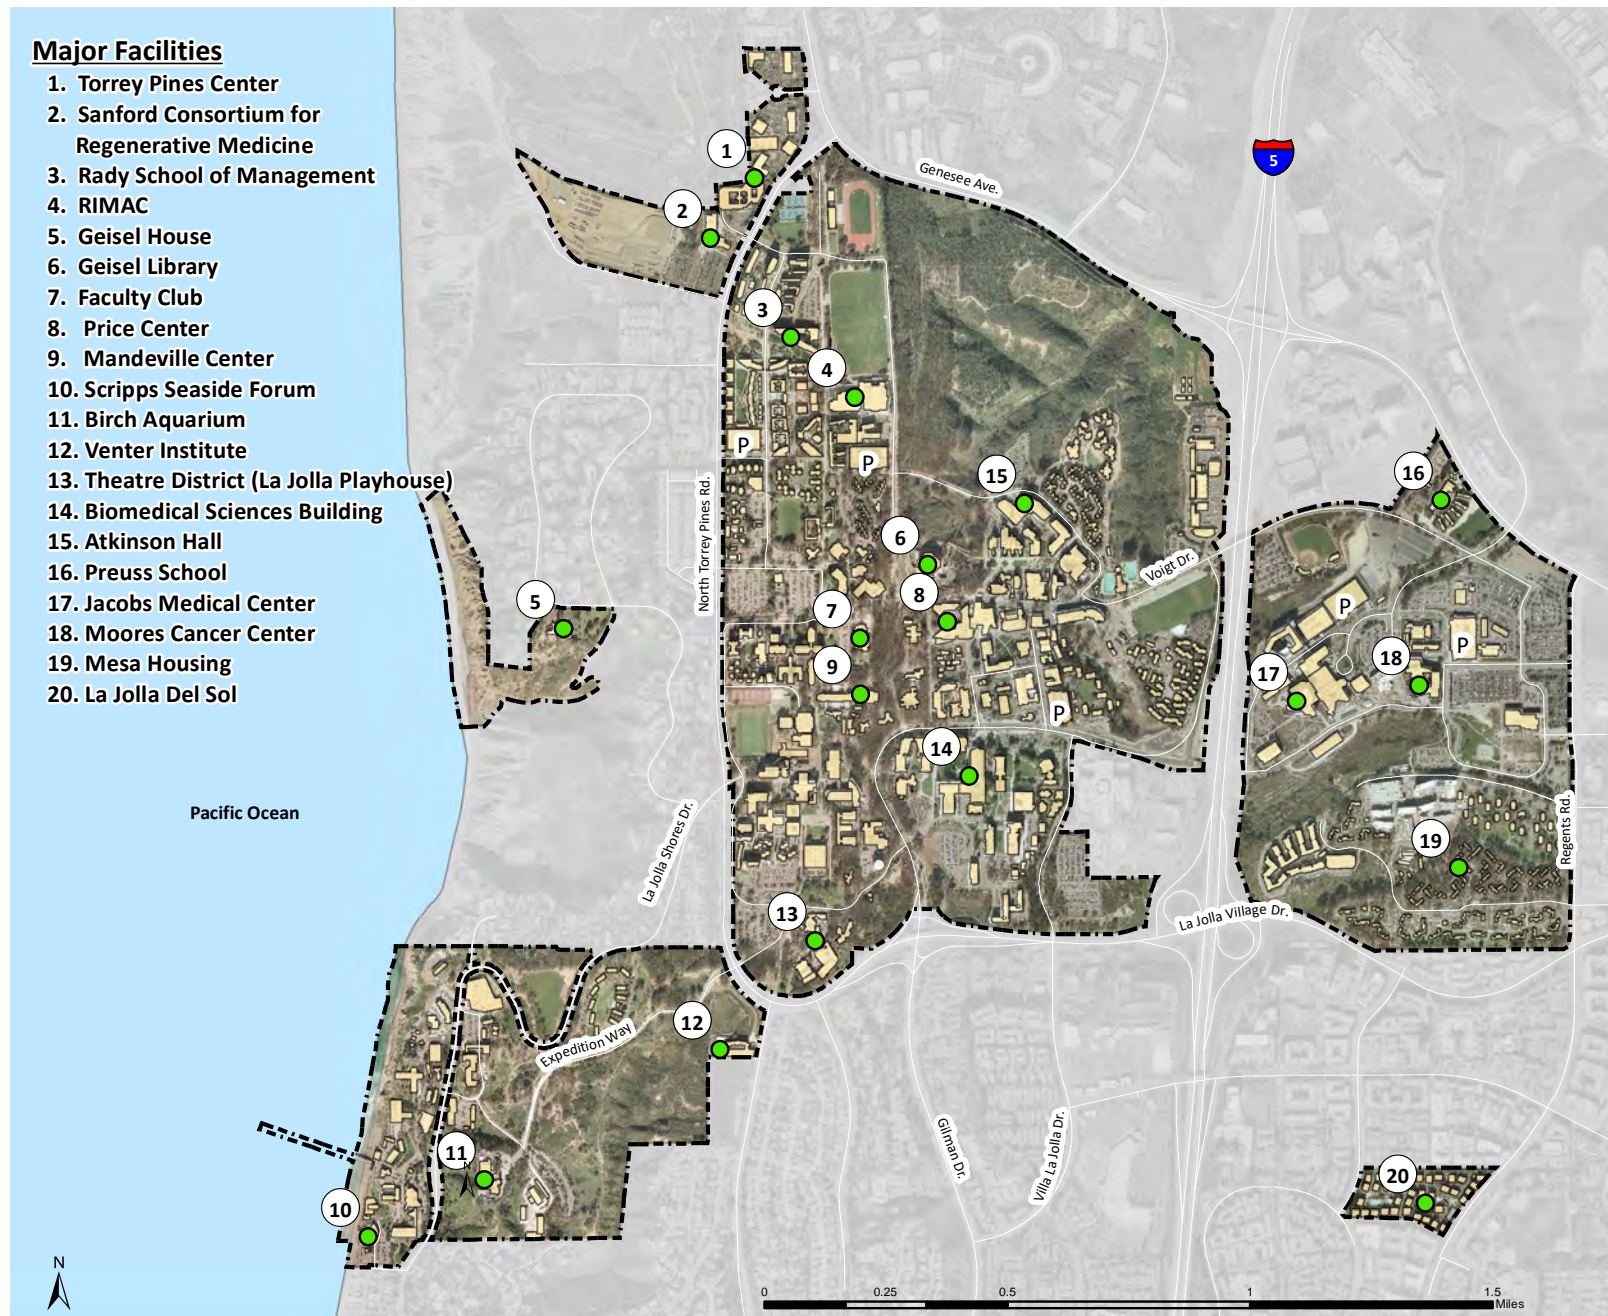 Major Facilities
1. Torrey Pines Center
2. Sanford Consortium for
Regenerative Medicine
3. Rady School of Management
4. RIMAC
5. Geisel House
6. Geisel Library
7. Faculty Club
8. Price Center
9. Mandeville Center
10. Scripps Seaside Forum
11. Birch Aquarium
12. Venter Institute
13. Theatre District (La Jolla Playhouse)
14. Biomedical Sciences Building
15. Atkinson Hall
16. Preuss School
17. Jacobs Medical Center
18. Moores Cancer Center
19. Mesa Housing
20. La Jolla Del Sol
Pacific Ocean
1
2
3
4
5
6
7
8
9
10
11
12
13
14
15
16
17
18
19
20
5
P
P
P
P
P
Genesee Ave.
North Torrey Pines Rd.
Voigt Dr.
La Jolla Shores Dr.
La Jolla Village Dr.
Regents Rd.
Expedition Way
Gilman Dr.
Villa La Jolla Dr.
N
N
0 0.25 0.5 1 1.5
Miles